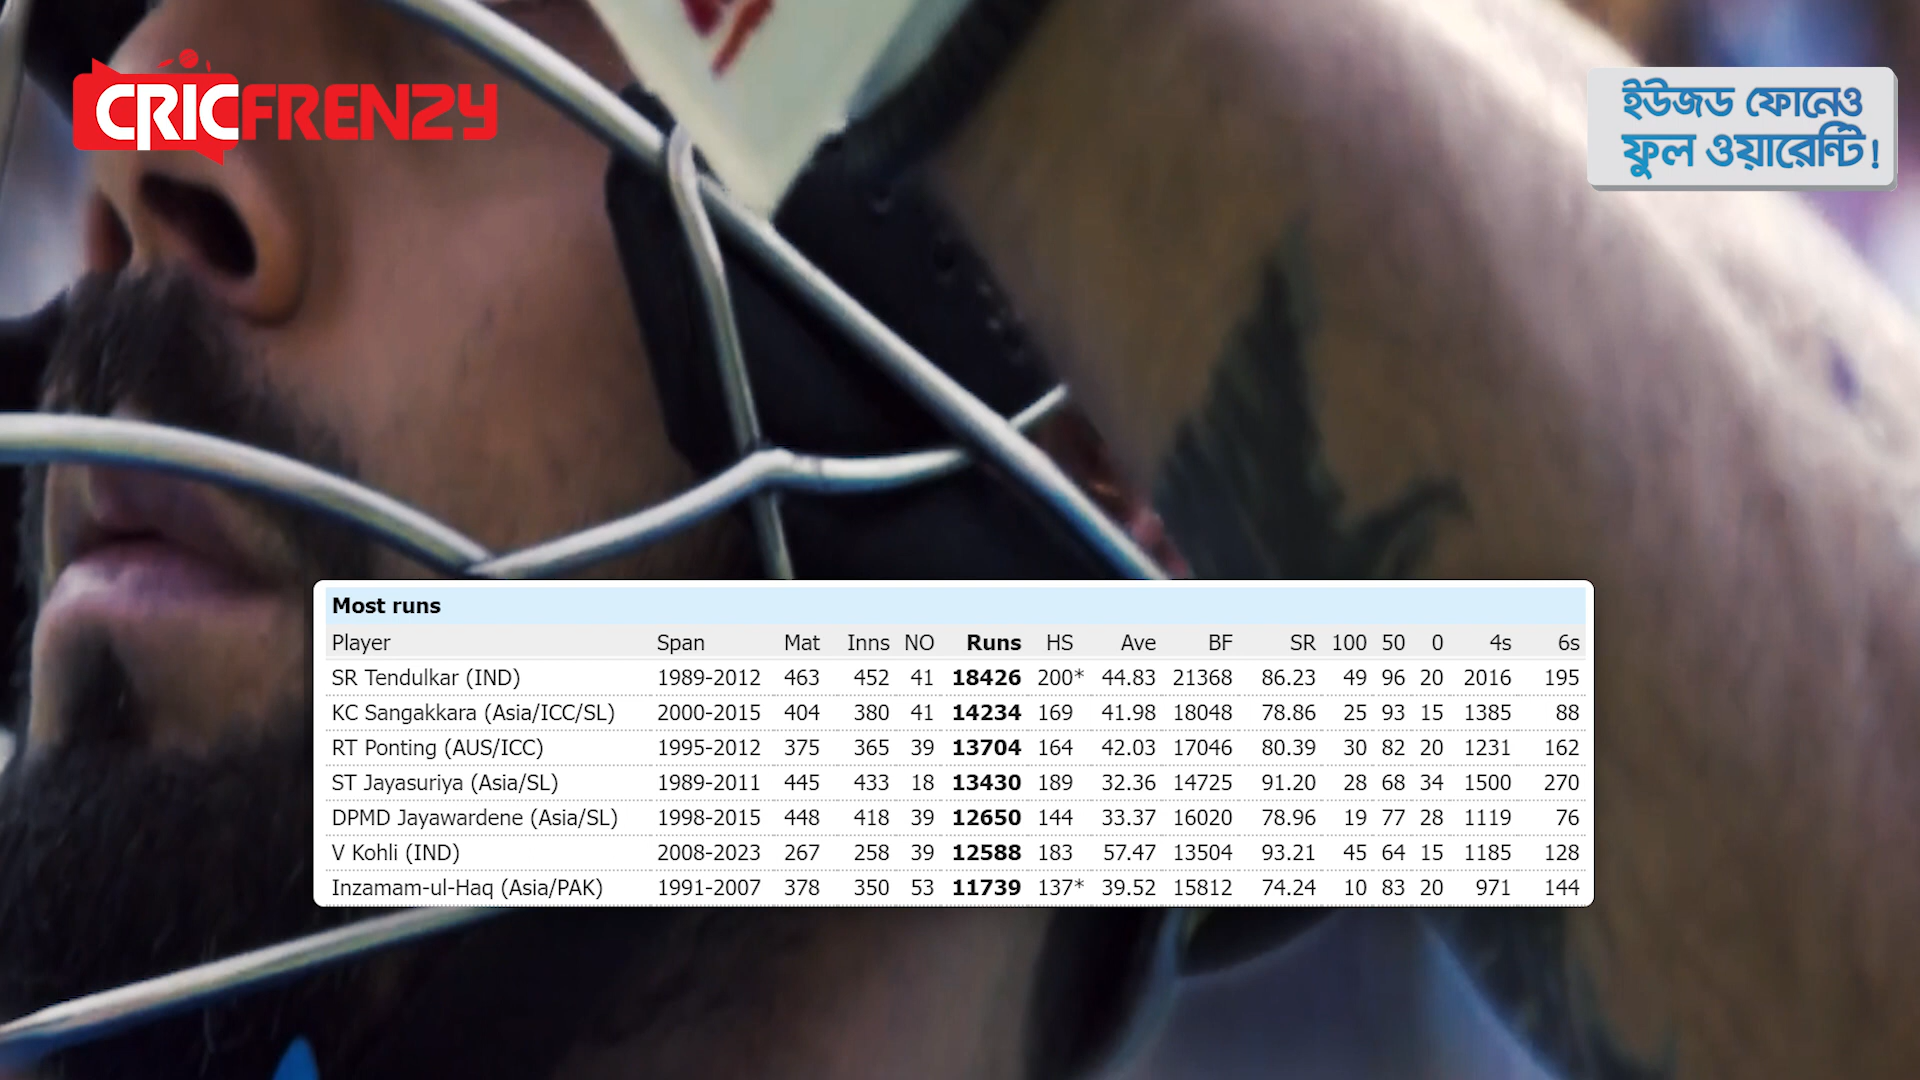 CRICFRENZY
ইউজড ফোনেও
ফুল ওয়ারেন্টি!
Most runs
Player Span Mat Inns NO Runs HS Ave BF SR 100 50 0 4s 6s
SR Tendulkar (IND) 1989-2012 463 452 41 18426 200* 44.83 21368 86.23 49 96 20 2016 195
KC Sangakkara (Asia/ICC/SL) 2000-2015 404 380 41 14234 169 41.98 18048 78.86 25 93 15 1385 88
RT Ponting (AUS/ICC) 1995-2012 375 365 39 13704 164 42.03 17046 80.39 30 82 20 1231 162
ST Jayasuriya (Asia/SL) 1989-2011 445 433 18 13430 189 32.36 14725 91.20 28 68 34 1500 270
DPMD Jayawardene (Asia/SL) 1998-2015 448 418 39 12650 144 33.37 16020 78.96 19 77 28 1119 76
V Kohli (IND) 2008-2023 267 258 39 12588 183 57.47 13504 93.21 45 64 15 1185 128
Inzamam-ul-Haq (Asia/PAK) 1991-2007 378 350 53 11739 137* 39.52 15812 74.24 10 83 20 971 144